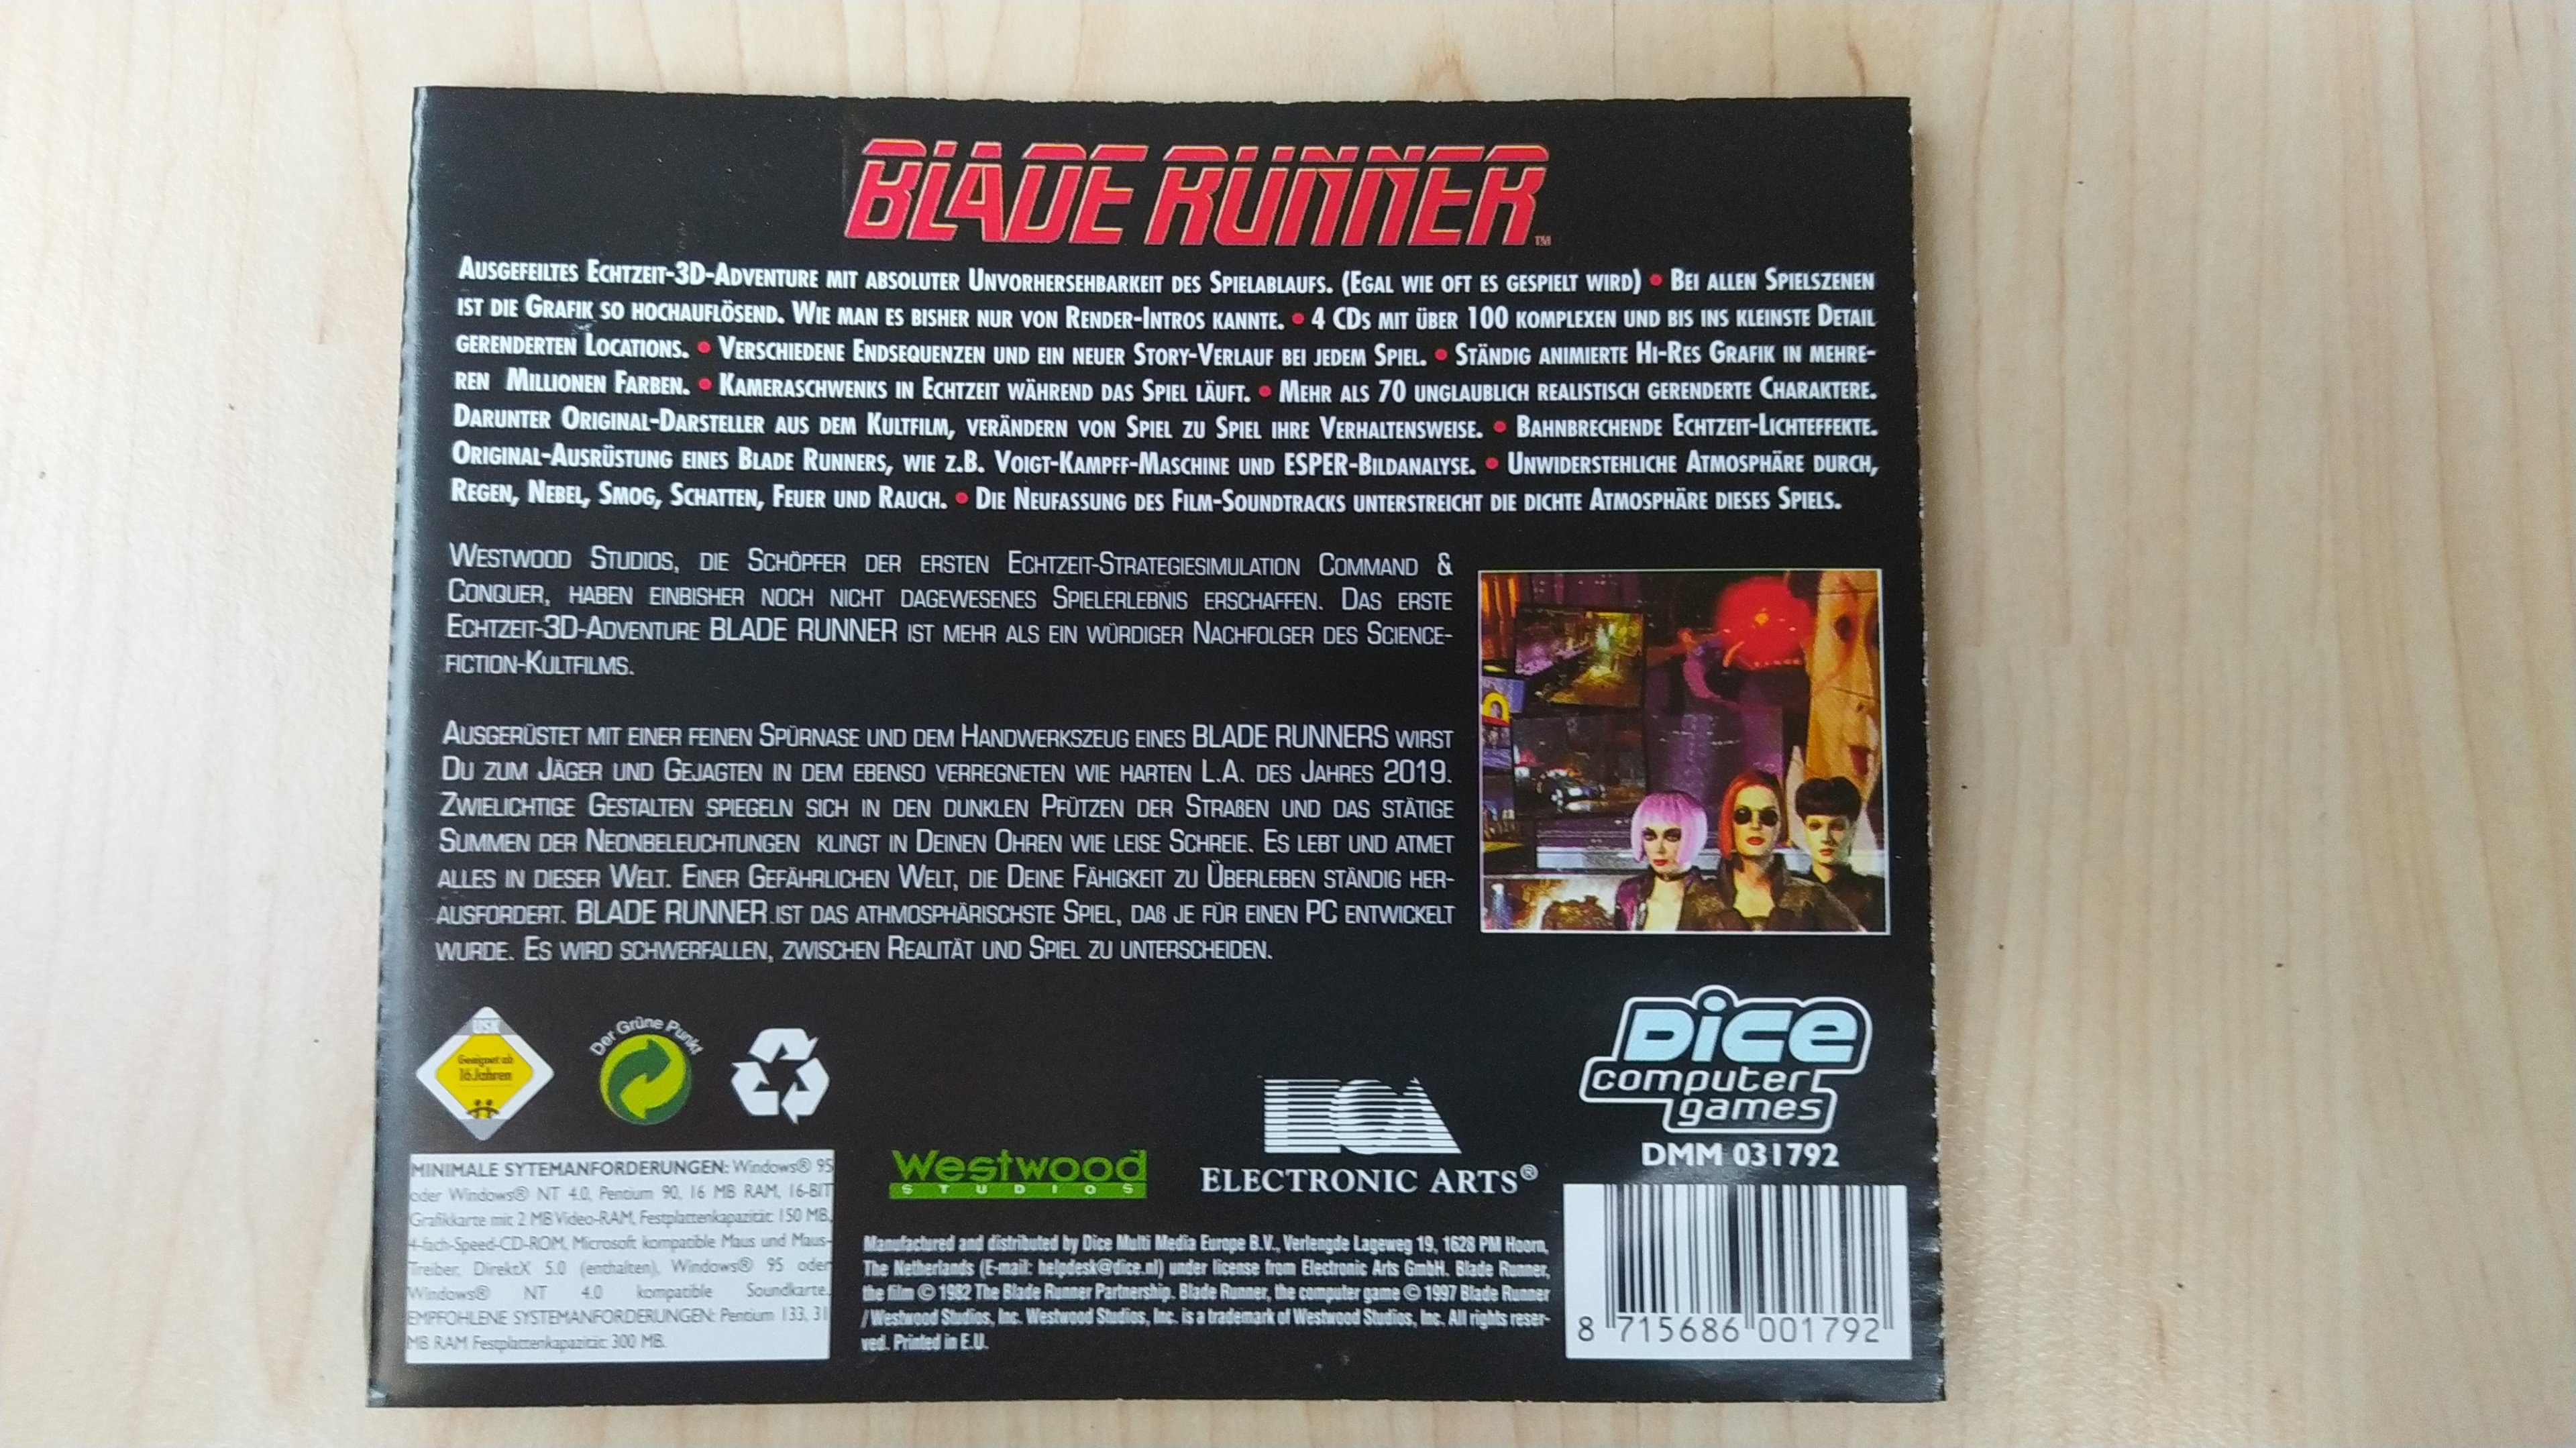 BLADE RUNNER™
AUSGEFEILTES ECHTZEIT-3D-ADVENTURE MIT ABSOLUTER UNVORHERSEHBARKEIT DES SPIELABLAUFS. (EGAL WIE OFT ES GESPIELT WIRD) • BEI ALLEN SPIELSZENEN
IST DIE GRAFIK SO HOCHAUFLÖSEND. WIE MAN ES BISHER NUR VON RENDER-INTROS KANNTE. • 4 CDS MIT ÜBER 100 KOMPLEXEN UND BIS INS KLEINSTE DETAIL
GERENDERTEN LOCATIONS. • VERSCHIEDENE ENDSEQUENZEN UND EIN NEUER STORY-VERLAUF BEI JEDEM SPIEL. • STÄNDIG ANIMIERTE HI-RES GRAFIK IN MEHRE-
REN MILLIONEN FARBEN. • KAMERASCHWENKS IN ECHTZEIT WÄHREND DAS SPIEL LÄUFT. • MEHR ALS 70 UNGLAUBLICH REALISTISCH GERENDERTE CHARAKTERE.
DARUNTER ORIGINAL-DARSTELLER AUS DEM KULTFILM, VERÄNDERN VON SPIEL ZU SPIEL IHRE VERHALTENSWEISE. • BAHNBRECHENDE ECHTZEIT-LICHTEFFEKTE.
ORIGINAL-AUSRÜSTUNG EINES BLADE RUNNERS, WIE Z.B. VOIGT-KAMPFF-MASCHINE UND ESPER-BILDANALYSE. • UNWIDERSTEHLICHE ATMOSPHÄRE DURCH,
REGEN, NEBEL, SMOG, SCHATTEN, FEUER UND RAUCH. • DIE NEUFASSUNG DES FILM-SOUNDTRACKS UNTERSTREICHT DIE DICHTE ATMOSPHÄRE DIESES SPIELS.
WESTWOOD STUDIOS, DIE SCHÖPFER DER ERSTEN ECHTZEIT-STRATEGIESIMULATION COMMAND &
CONQUER, HABEN EINBISHER NOCH NICHT DAGEWESENES SPIELERLEBNIS ERSCHAFFEN. DAS ERSTE
ECHTZEIT-3D-ADVENTURE BLADE RUNNER IST MEHR ALS EIN WÜRDIGER NACHFOLGER DES SCIENCE-
FICTION-KULTFILMS.
AUSGERÜSTET MIT EINER FEINEN SPÜRNASE UND DEM HANDWERKSZEUG EINES BLADE RUNNERS WIRST
DU ZUM JÄGER UND GEJAGTEN IN DEM EBENSO VERREGNETEN WIE HARTEN L.A. DES JAHRES 2019.
ZWIELICHTIGE GESTALTEN SPIEGELN SICH IN DEN DUNKLEN PFÜTZEN DER STRAßEN UND DAS STÄTIGE
SUMMEN DER NEONBELEUCHTUNGEN KLINGT IN DEINEN OHREN WIE LEISE SCHREIE. ES LEBT UND ATMET
ALLES IN DIESER WELT. EINER GEFÄHRLICHEN WELT, DIE DEINE FÄHIGKEIT ZU ÜBERLEBEN STÄNDIG HER-
AUSFORDERT. BLADE RUNNER IST DAS ATHMOSPHÄRISCHSTE SPIEL, DAß JE FÜR EINEN PC ENTWICKELT
WURDE. ES WIRD SCHWERFALLEN, ZWISCHEN REALITÄT UND SPIEL ZU UNTERSCHEIDEN.
USK
Geeignet ab
16 Jahren
Der Grüne Punkt
Dice
computer
games
DMM 031792
Westwood
STUDIOS
EA
ELECTRONIC ARTS®
MINIMALE SYTEMANFORDERUNGEN: Windows® 95
oder Windows® NT 4.0, Pentium 90, 16 MB RAM, 16-BIT
Grafikkarte mit 2 MB Video-RAM, Festplattenkapazität: 150 MB,
4-fach-Speed-CD-ROM, Microsoft kompatible Maus und Maus-
Treiber, DirektX 5.0 (enthalten), Windows® 95 oder
Windows® NT 4.0 kompatible Soundkarte.
EMPFOHLENE SYSTEMANFORDERUNGEN: Pentium 133, 31
MB RAM Festplattenkapazität: 300 MB.
Manufactured and distributed by Dice Multi Media Europe B.V., Verlengde Lageweg 19, 1628 PM Hoorn,
The Netherlands (E-mail: helpdesk@dice.nl) under license from Electronic Arts GmbH. Blade Runner,
the film © 1982 The Blade Runner Partnership. Blade Runner, the computer game © 1997 Blade Runner
/ Westwood Studios, Inc. Westwood Studios, Inc. is a trademark of Westwood Studios, Inc. All rights reser-
ved. Printed in E.U.
8 715686 001792